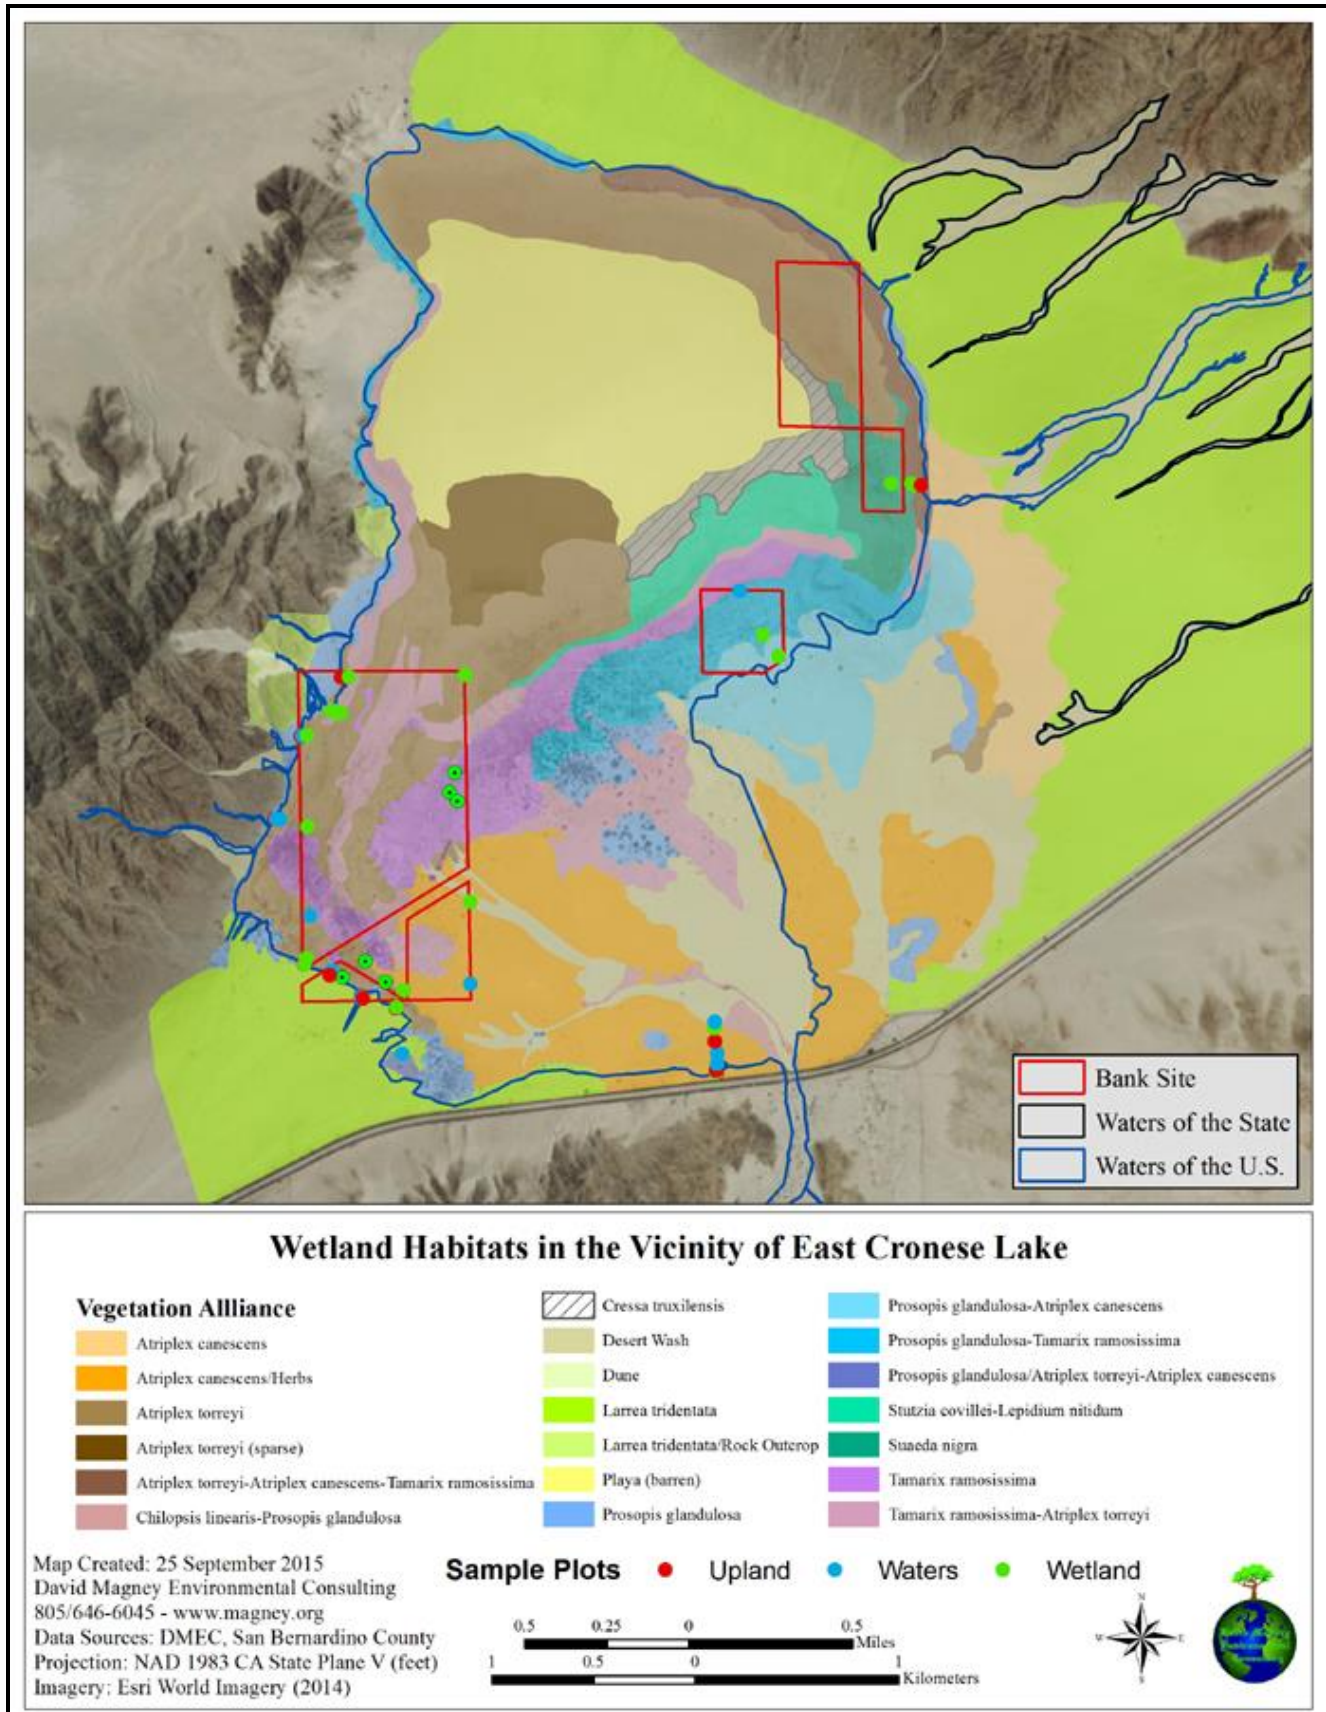 Bank Site
Waters of the State
Waters of the U.S.
Wetland Habitats in the Vicinity of East Cronese Lake
Vegetation Allliance
Atriplex canescens
Atriplex canescens/Herbs
Atriplex torreyi
Atriplex torreyi (sparse)
Atriplex torreyi-Atriplex canescens-Tamarix ramosissima
Chilopsis linearis-Prosopis glandulosa
Cressa truxilensis
Desert Wash
Dune
Larrea tridentata
Larrea tridentata/Rock Outcrop
Playa (barren)
Prosopis glandulosa
Prosopis glandulosa-Atriplex canescens
Prosopis glandulosa-Tamarix ramosissima
Prosopis glandulosa/Atriplex torreyi-Atriplex canescens
Stutzia covillei-Lepidium nitidum
Suaeda nigra
Tamarix ramosissima
Tamarix ramosissima-Atriplex torreyi
Map Created: 25 September 2015
David Magney Environmental Consulting
805/646-6045 - www.magney.org
Data Sources: DMEC, San Bernardino County
Projection: NAD 1983 CA State Plane V (feet)
Imagery: Esri World Imagery (2014)
Sample Plots Upland Waters Wetland
0.5 0.25 0 0.5
Miles
1 0.5 0 1
Kilometers
N
W E
S